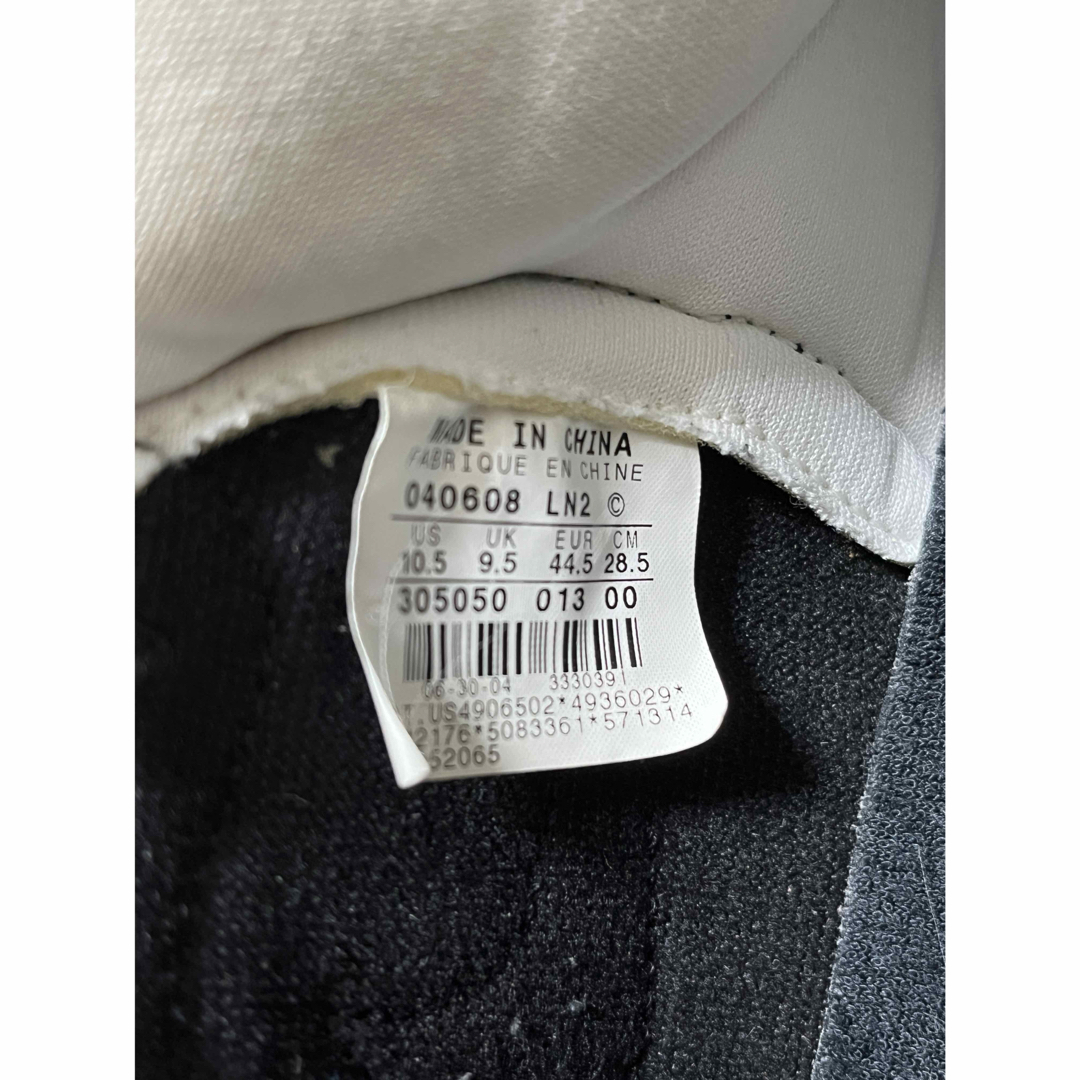 MADE IN CHINA
FABRIQUE EN CHINE
040608 LN2 ©
US UK EUR CM
10.5 9.5 44.5 28.5
305050 013 00
06-30-04 3330391
US4906502*4936029*
2176*5083361*571314
52065